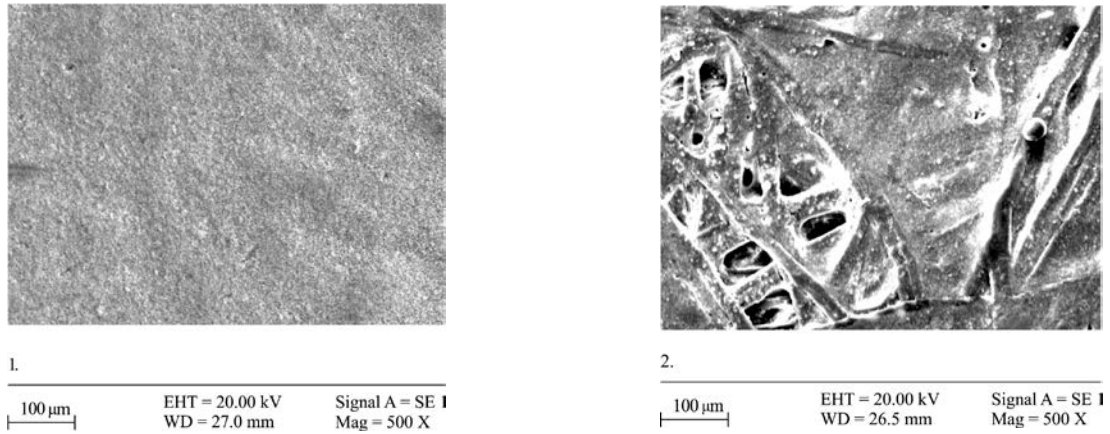 1.
100 μm
EHT = 20.00 kV
WD = 27.0 mm
Signal A = SE
Mag = 500 X
2.
100 μm
EHT = 20.00 kV
WD = 26.5 mm
Signal A = SE
Mag = 500 X